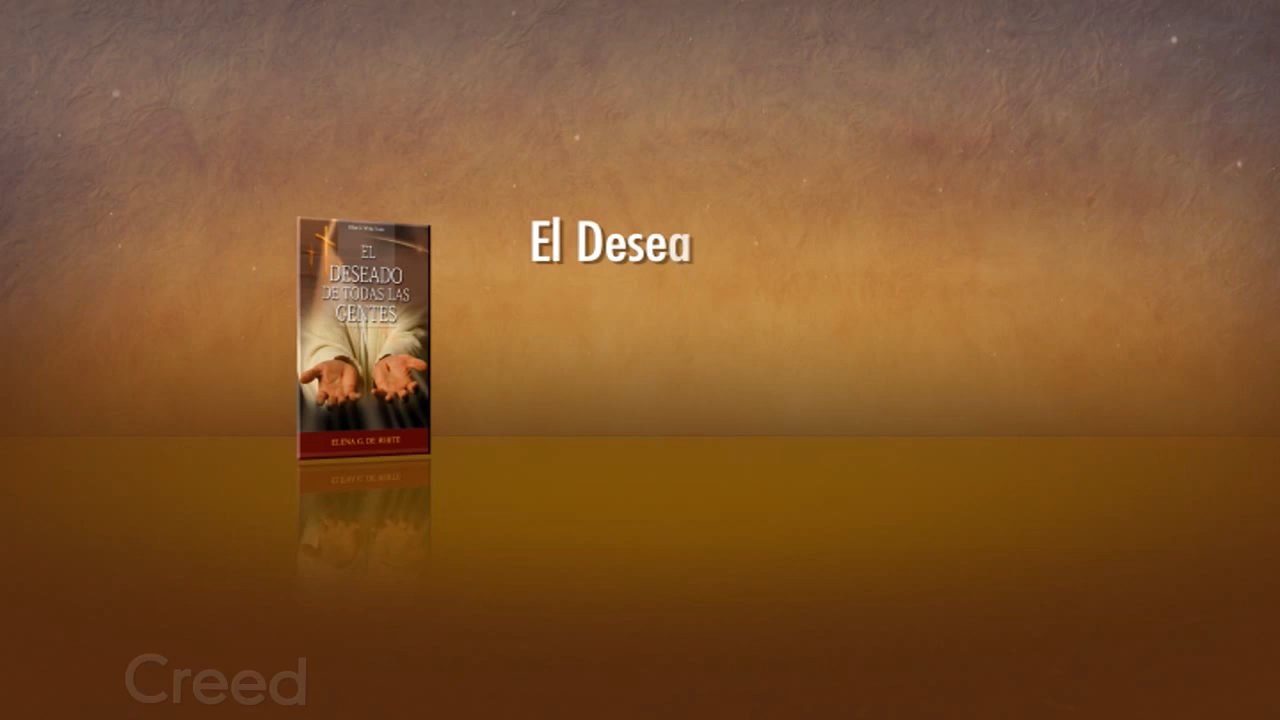 El Desea
EL
DESEADO
DE TODAS LAS
GENTES
ELENA G. DE WHITE
Creed